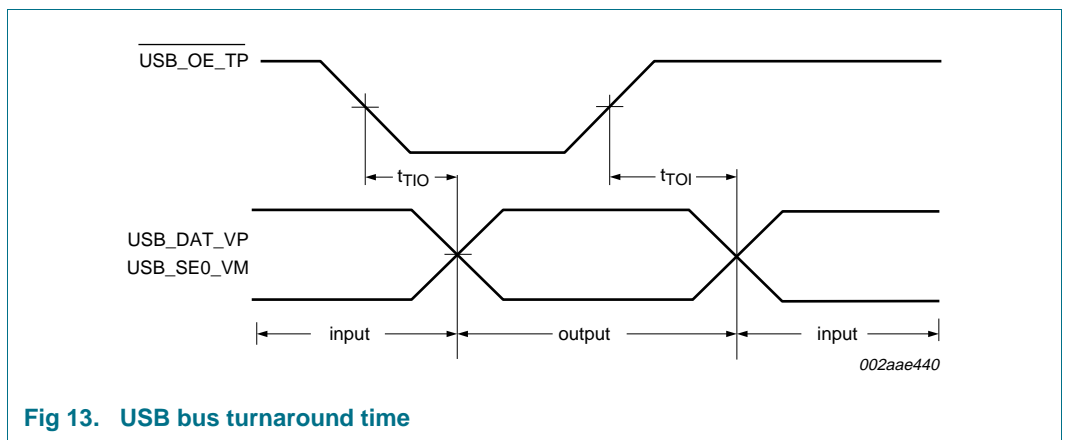 USB_OE_TP
tTIO
tTOI
USB_DAT_VP
USB_SE0_VM
input
output
input
002aae440
Fig 13. USB bus turnaround time